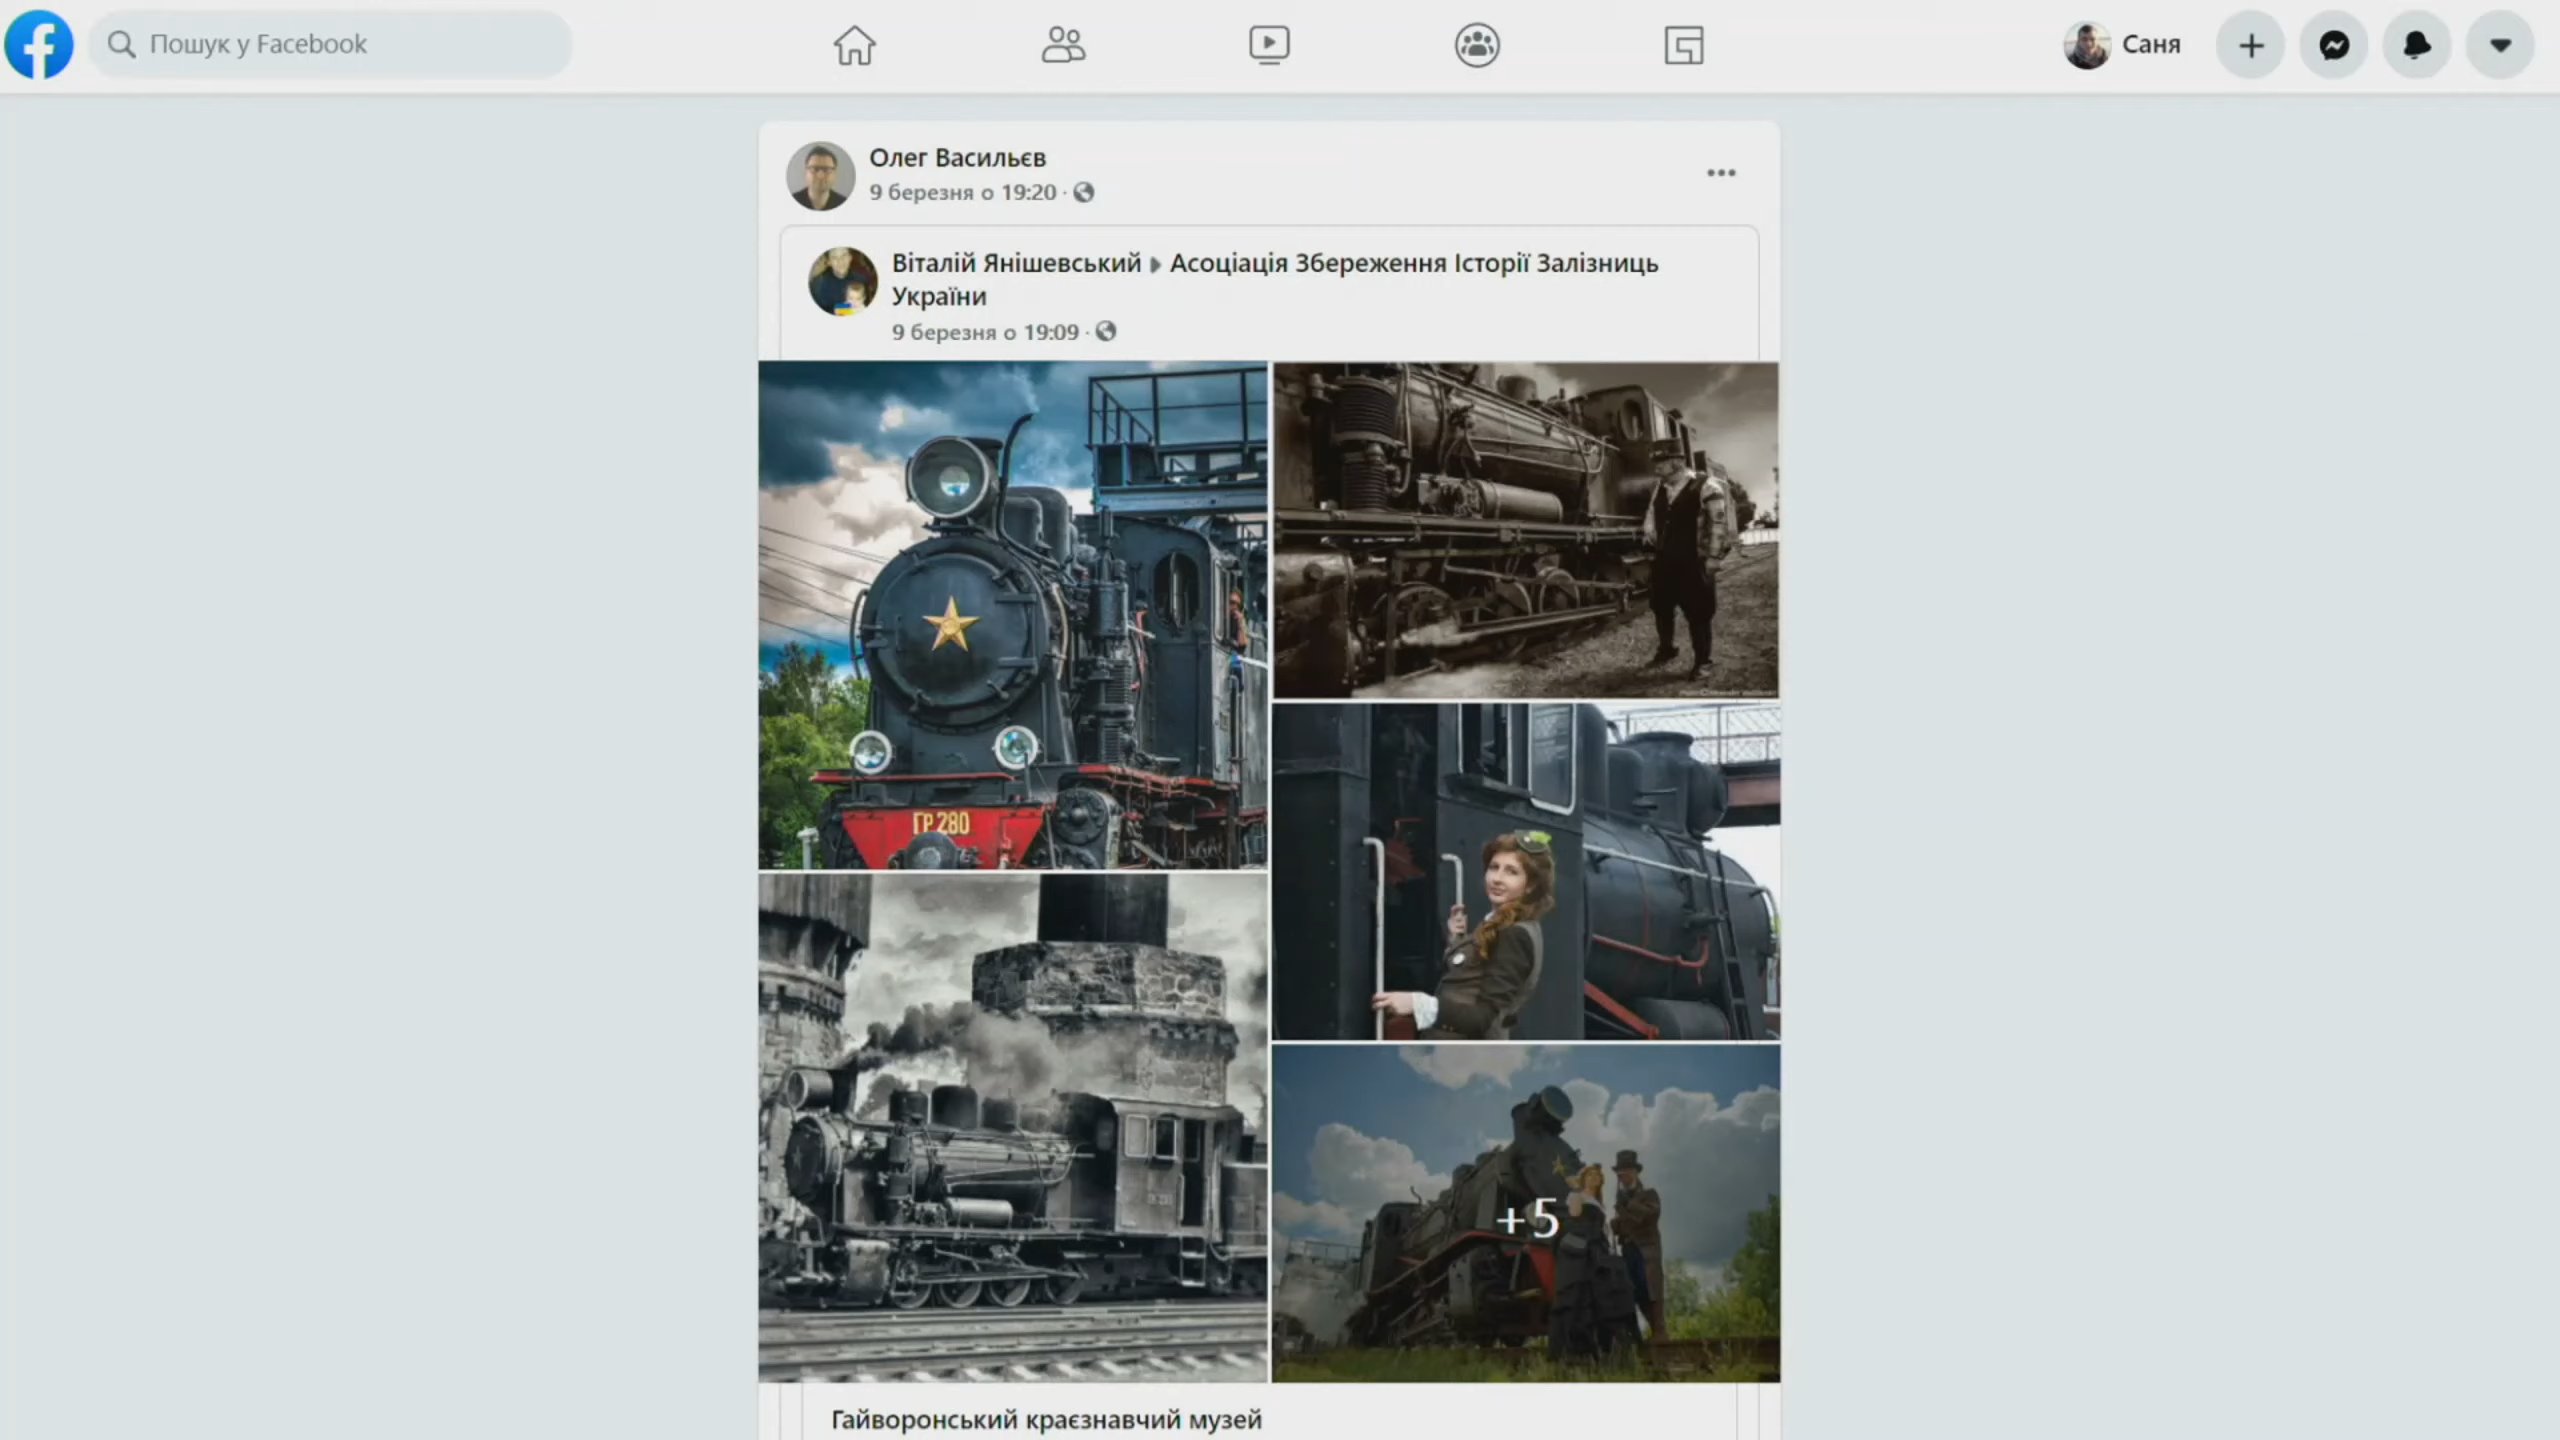 Пошук у Facebook
Саня
Олег Васильєв
9 березня о 19:20 ·
Віталій Янішевський ▸ Асоціація Збереження Історії Залізниць
України
9 березня о 19:09 ·
ГР 280
+5
Гайворонський краєзнавчий музей